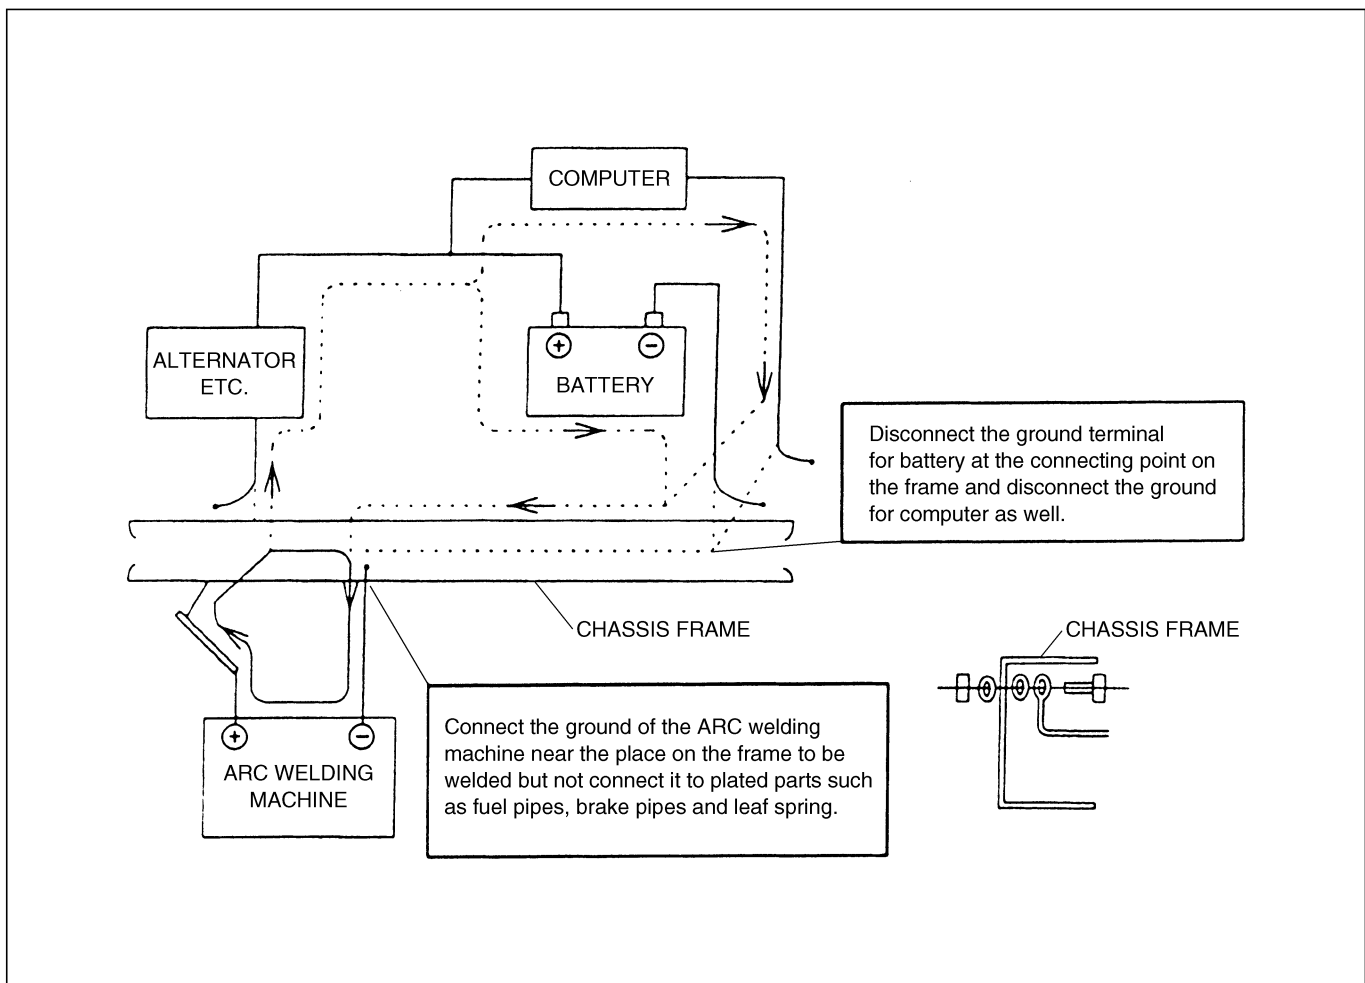 COMPUTER
ALTERNATOR
ETC.
+
−
BATTERY
Disconnect the ground terminal
for battery at the connecting point on
the frame and disconnect the ground
for computer as well.
CHASSIS FRAME
CHASSIS FRAME
+
−
ARC WELDING
MACHINE
Connect the ground of the ARC welding
machine near the place on the frame to be
welded but not connect it to plated parts such
as fuel pipes, brake pipes and leaf spring.